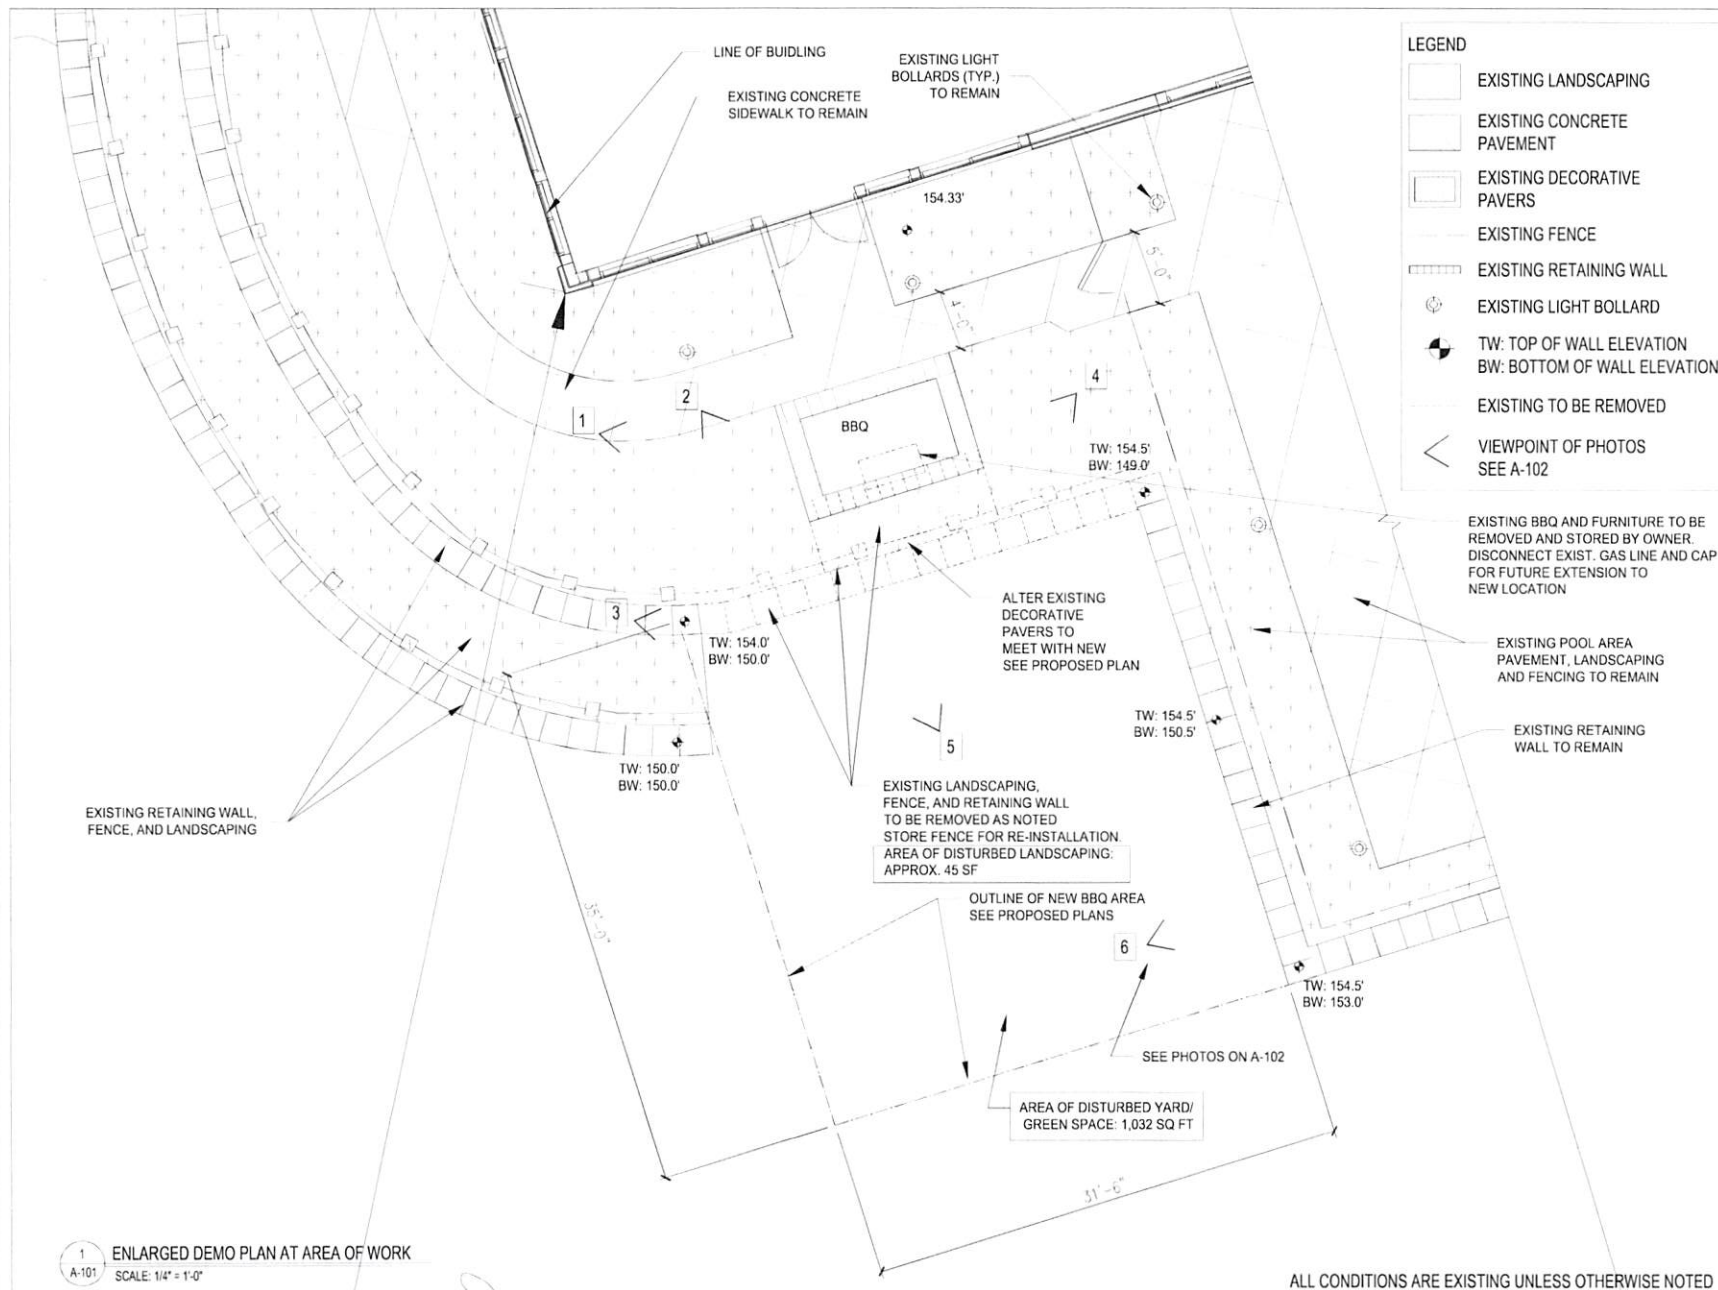 LINE OF BUIDLING
EXISTING CONCRETE
SIDEWALK TO REMAIN
EXISTING LIGHT
BOLLARDS (TYP.)
TO REMAIN
154.33'
5'-0"
4'-0"
1
2
4
BBQ
TW: 154.5'
BW: 149.0'
3
TW: 154.0'
BW: 150.0'
ALTER EXISTING
DECORATIVE
PAVERS TO
MEET WITH NEW
SEE PROPOSED PLAN
TW: 154.5'
BW: 150.5'
5
TW: 150.0'
BW: 150.0'
EXISTING RETAINING WALL,
FENCE, AND LANDSCAPING
EXISTING LANDSCAPING,
FENCE, AND RETAINING WALL
TO BE REMOVED AS NOTED
STORE FENCE FOR RE-INSTALLATION.
AREA OF DISTURBED LANDSCAPING:
APPROX. 45 SF
OUTLINE OF NEW BBQ AREA
SEE PROPOSED PLANS
6
TW: 154.5'
BW: 153.0'
SEE PHOTOS ON A-102
AREA OF DISTURBED YARD/
GREEN SPACE: 1,032 SQ FT
31'-6"
LEGEND
EXISTING LANDSCAPING
EXISTING CONCRETE
PAVEMENT
EXISTING DECORATIVE
PAVERS
EXISTING FENCE
EXISTING RETAINING WALL
EXISTING LIGHT BOLLARD
TW: TOP OF WALL ELEVATION
BW: BOTTOM OF WALL ELEVATION
EXISTING TO BE REMOVED
VIEWPOINT OF PHOTOS
SEE A-102
EXISTING BBQ AND FURNITURE TO BE
REMOVED AND STORED BY OWNER.
DISCONNECT EXIST. GAS LINE AND CAP
FOR FUTURE EXTENSION TO
NEW LOCATION
EXISTING POOL AREA
PAVEMENT, LANDSCAPING
AND FENCING TO REMAIN
EXISTING RETAINING
WALL TO REMAIN
1
A-101
ENLARGED DEMO PLAN AT AREA OF WORK
SCALE: 1/4" = 1'-0"
ALL CONDITIONS ARE EXISTING UNLESS OTHERWISE NOTED